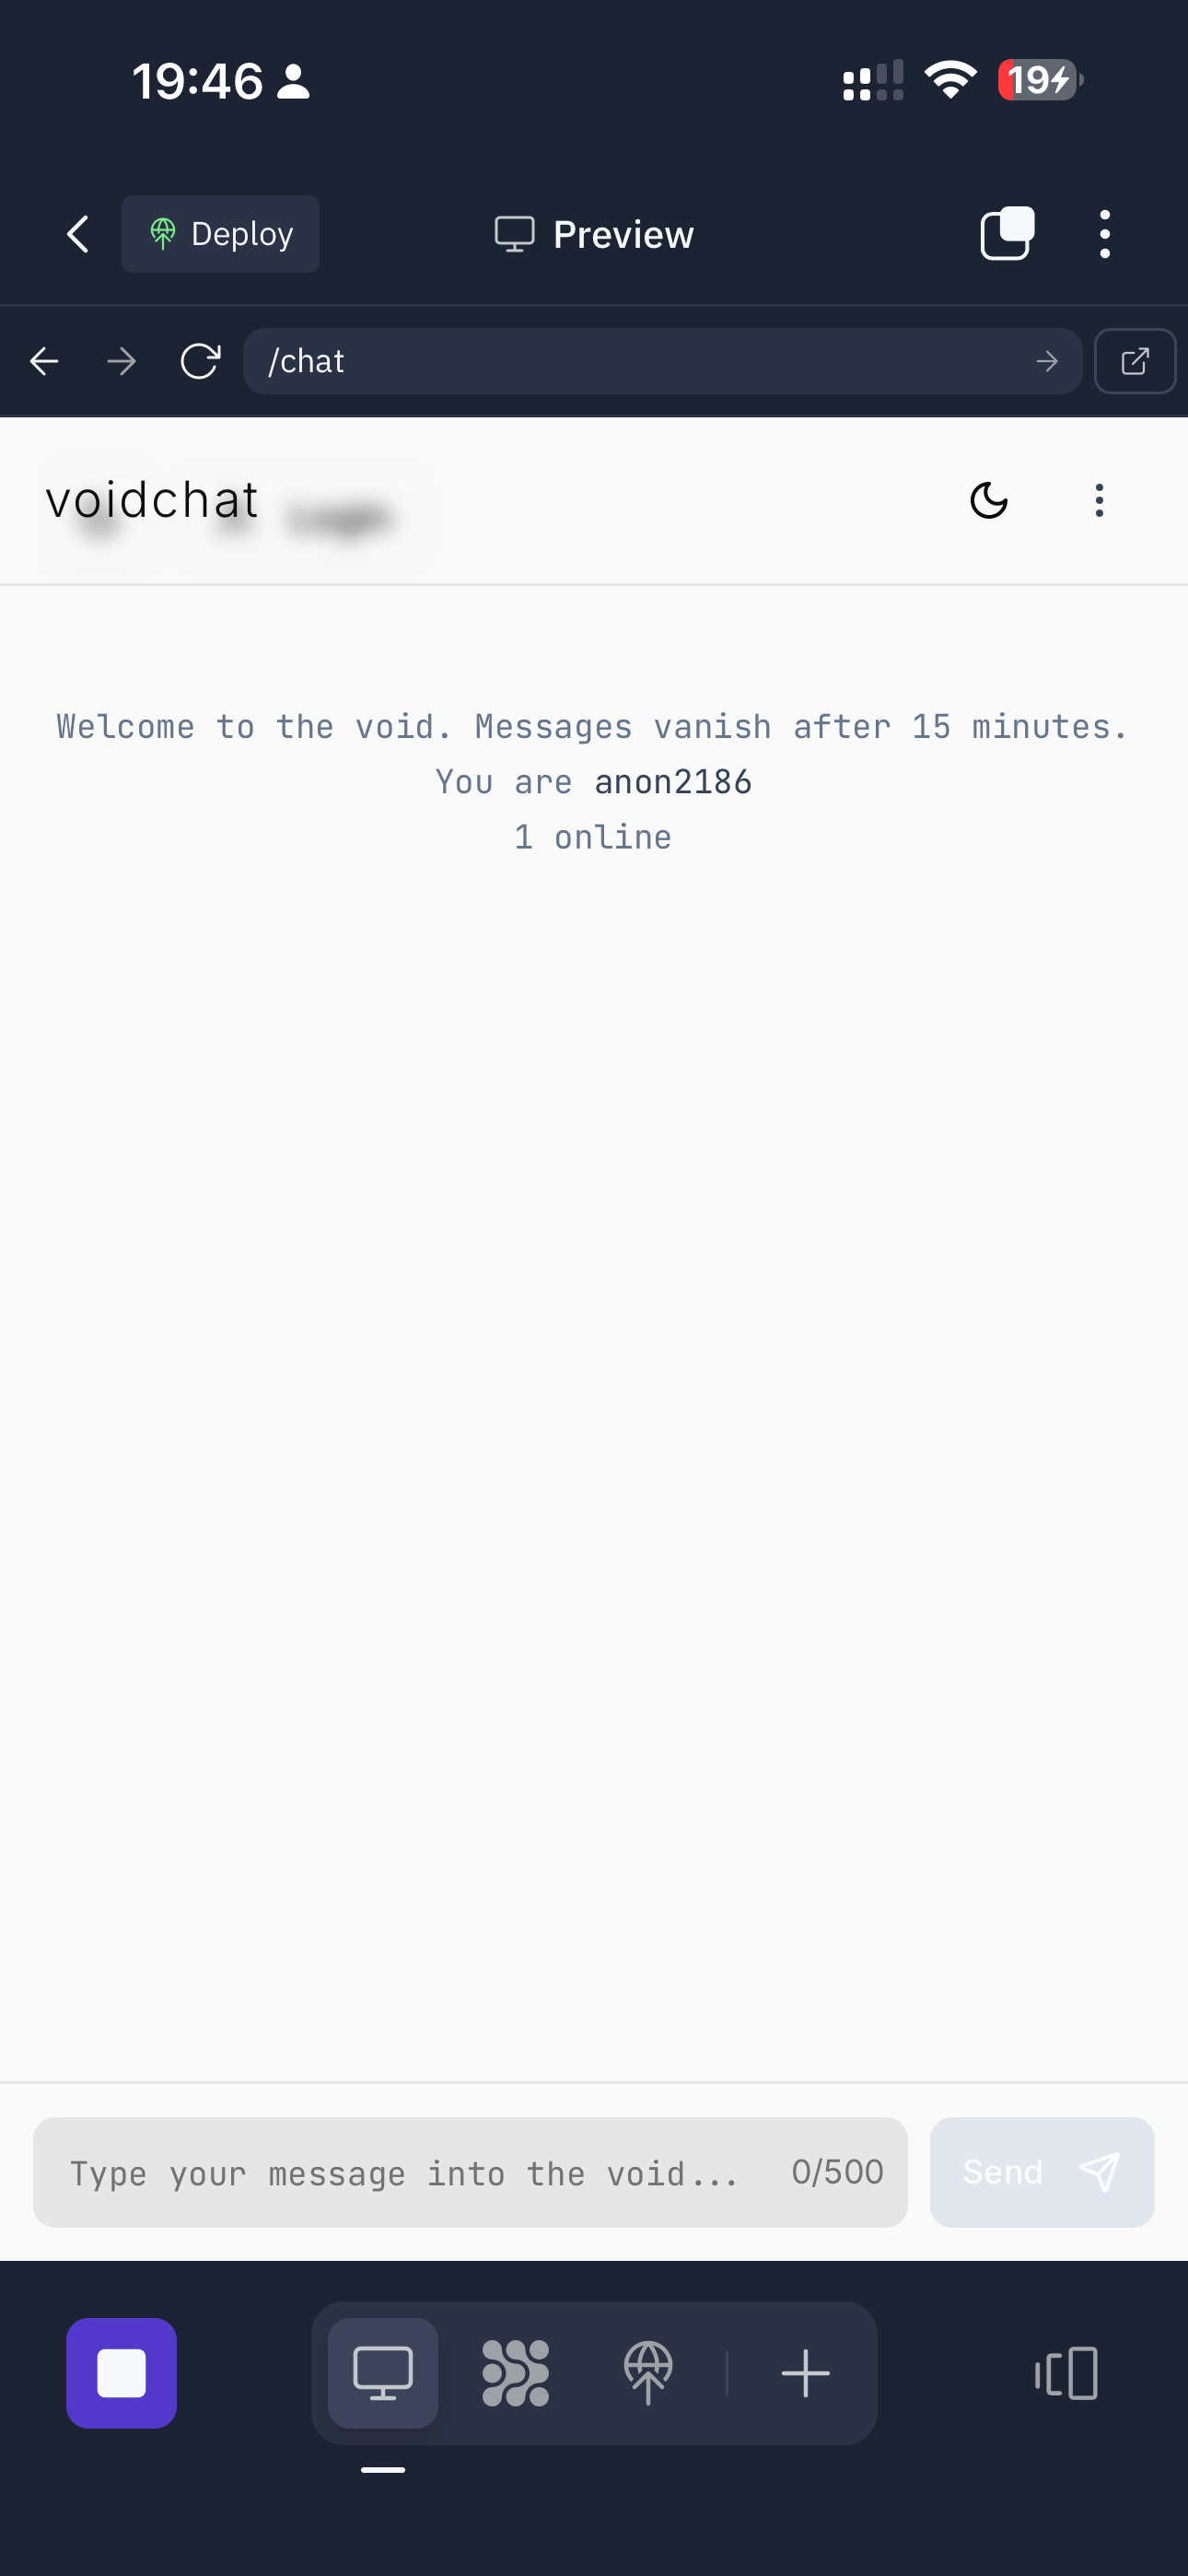 19:46
19
Deploy
Preview
/chat
voidchat
Login
Welcome to the void. Messages vanish after 15 minutes.
You are anon2186
1 online
Type your message into the void...
0/500
Send